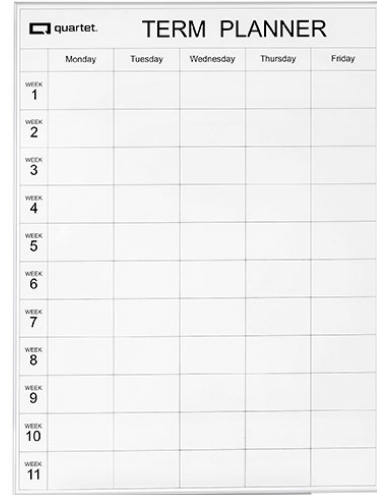 quartet.
TERM PLANNER
Monday Tuesday Wednesday Thursday Friday
WEEK
1
WEEK
2
WEEK
3
WEEK
4
WEEK
5
WEEK
6
WEEK
7
WEEK
8
WEEK
9
WEEK
10
WEEK
11